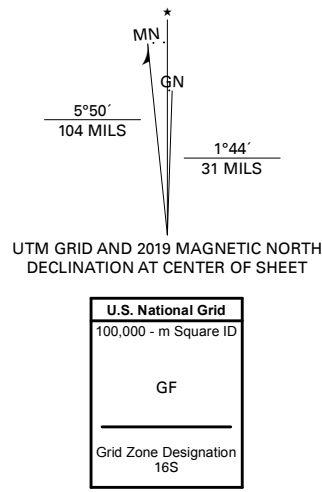 ★
MN
GN
5°50´
104 MILS
1°44´
31 MILS
UTM GRID AND 2019 MAGNETIC NORTH
DECLINATION AT CENTER OF SHEET
U.S. National Grid
100,000 - m Square ID
GF
Grid Zone Designation
16S